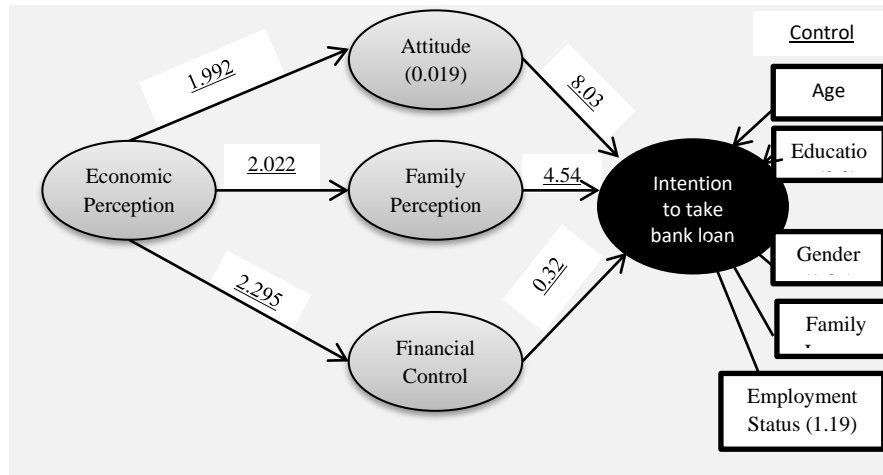 Control
Attitude
(0.019)
1.992
8.03
Age
Educatio
Economic
Perception
2.022
Family
Perception
4.54
Intention
to take
bank loan
Gender
2.295
0.32
Financial
Control
Family
Employment
Status (1.19)